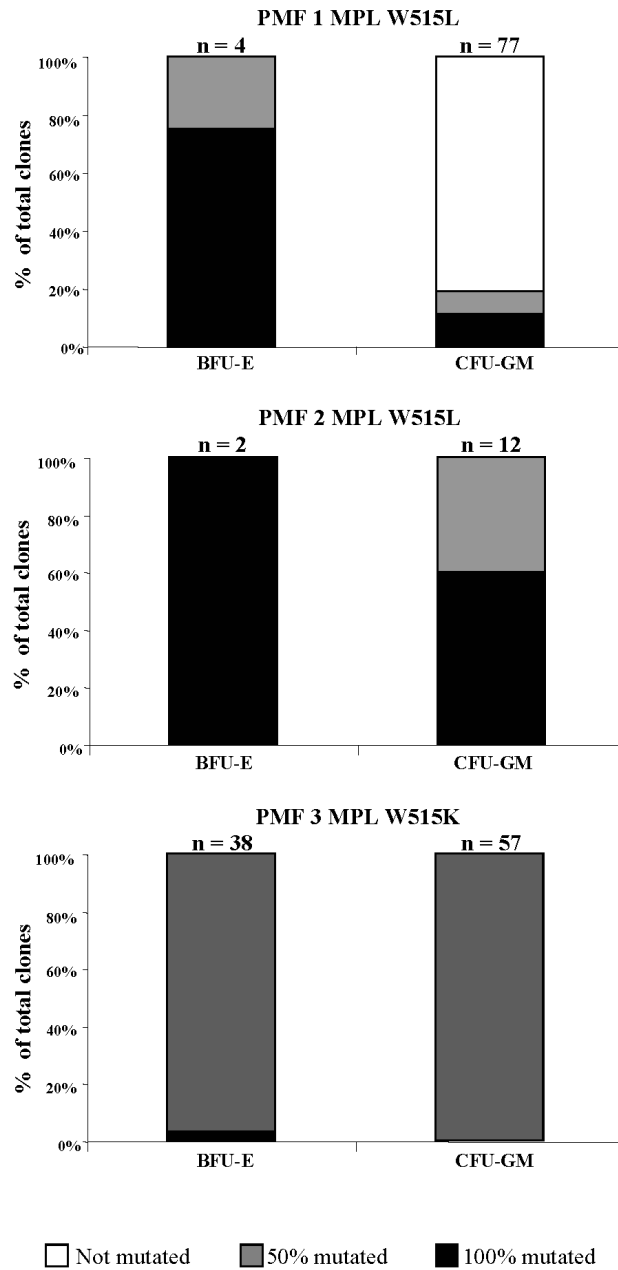 PMF 1 MPL W515L
n = 4
n = 77
100%
80%
60%
40%
20%
0%
% of total clones
BFU-E
CFU-GM
PMF 2 MPL W515L
n = 2
n = 12
100%
80%
60%
40%
20%
0%
% of total clones
BFU-E
CFU-GM
PMF 3 MPL W515K
n = 38
n = 57
100%
80%
60%
40%
20%
0%
% of total clones
BFU-E
CFU-GM
Not mutated
50% mutated
100% mutated